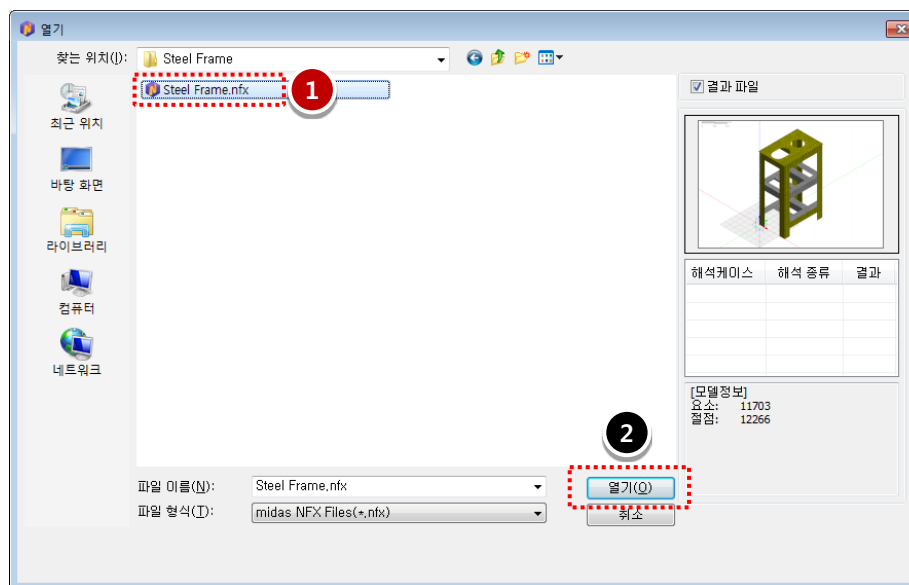 열기
찾는 위치(I):
Steel Frame
Steel Frame.nfx
1
결과 파일
최근 위치
바탕 화면
라이브러리
컴퓨터
네트워크
해석케이스 해석 종류 결과
[모델정보]
요소: 11703
절점: 12266
2
파일 이름(N): Steel Frame.nfx
열기(O)
파일 형식(T): midas NFX Files(*.nfx)
취소